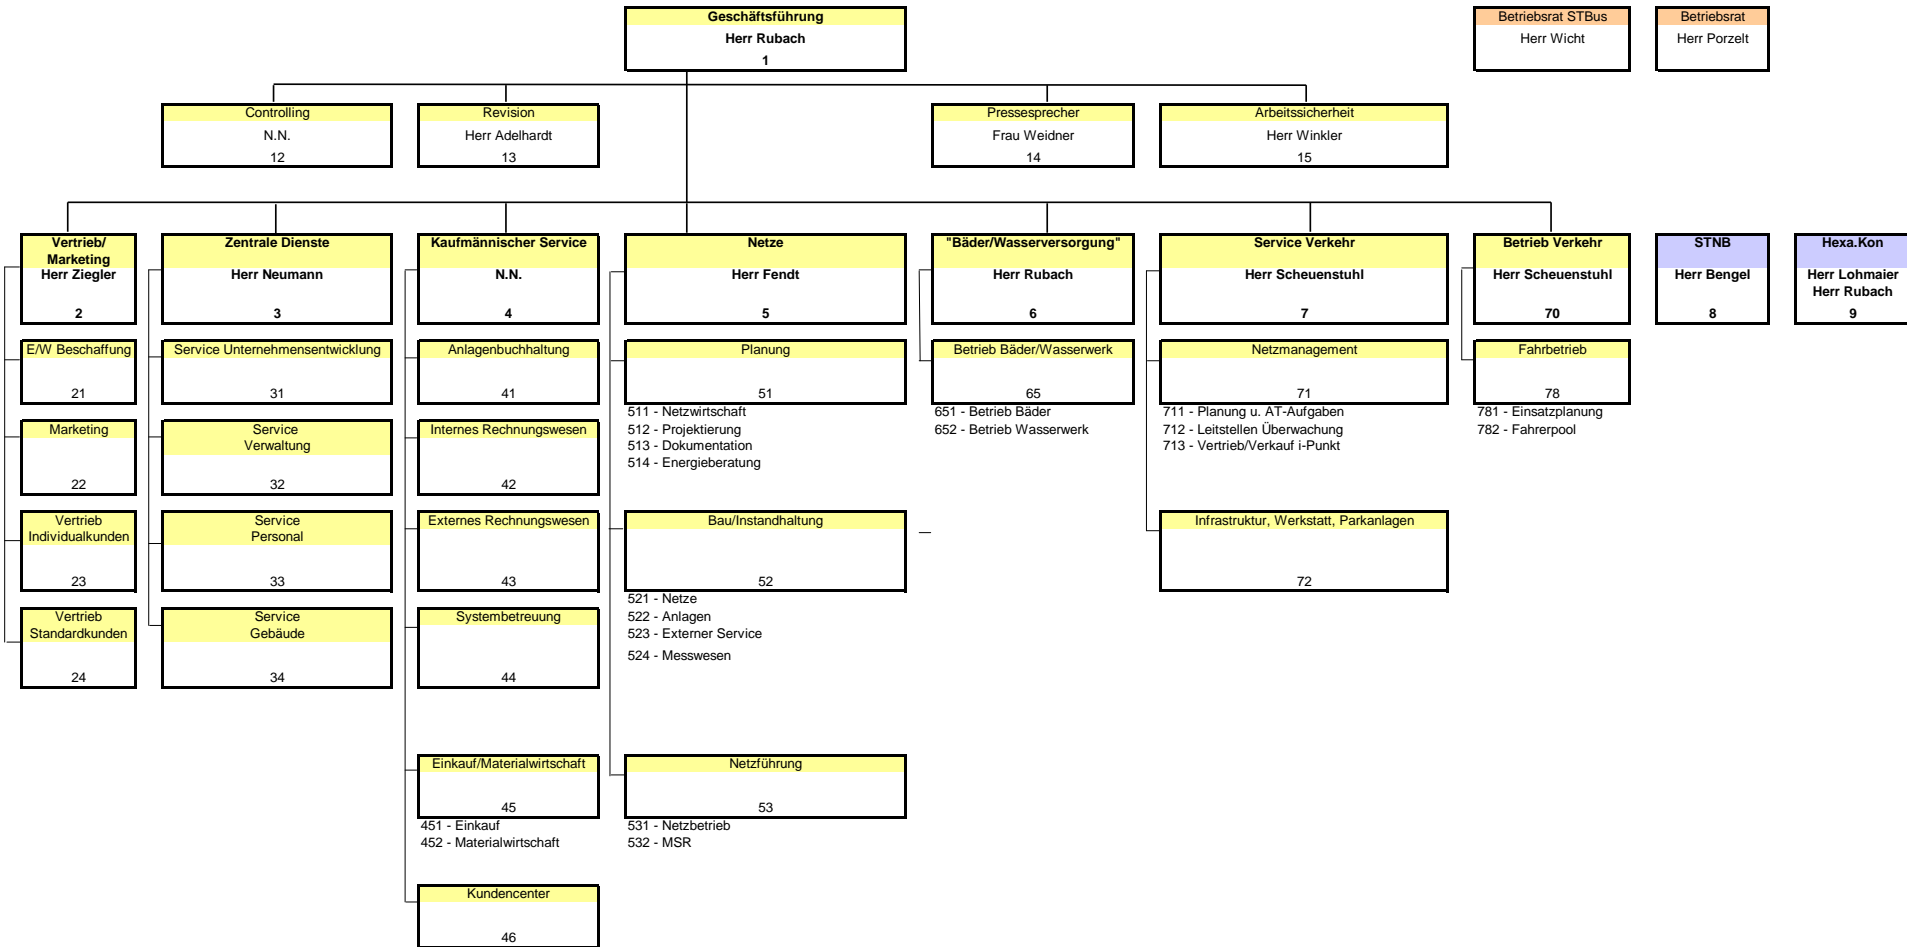 Geschäftsführung
Herr Rubach
1
Betriebsrat STBus
Herr Wicht
Betriebsrat
Herr Porzelt
Controlling
N.N.
12
Revision
Herr Adelhardt
13
Pressesprecher
Frau Weidner
14
Arbeitssicherheit
Herr Winkler
15
Vertrieb/
Marketing
Herr Ziegler
2
Zentrale Dienste
Herr Neumann
3
Kaufmännischer Service
N.N.
4
Netze
Herr Fendt
5
"Bäder/Wasserversorgung"
Herr Rubach
6
Service Verkehr
Herr Scheuenstuhl
7
Betrieb Verkehr
Herr Scheuenstuhl
70
STNB
Herr Bengel
8
Hexa.Kon
Herr Lohmaier
Herr Rubach
9
E/W Beschaffung
21
Marketing
22
Vertrieb
Individualkunden
23
Vertrieb
Standardkunden
24
Service Unternehmensentwicklung
31
Service
Verwaltung
32
Service
Personal
33
Service
Gebäude
34
Anlagenbuchhaltung
41
Internes Rechnungswesen
42
Externes Rechnungswesen
43
Systembetreuung
44
Einkauf/Materialwirtschaft
45
451 - Einkauf
452 - Materialwirtschaft
Kundencenter
46
Planung
51
511 - Netzwirtschaft
512 - Projektierung
513 - Dokumentation
514 - Energieberatung
Bau/Instandhaltung
52
521 - Netze
522 - Anlagen
523 - Externer Service
524 - Messwesen
Netzführung
53
531 - Netzbetrieb
532 - MSR
Betrieb Bäder/Wasserwerk
65
651 - Betrieb Bäder
652 - Betrieb Wasserwerk
Netzmanagement
71
711 - Planung u. AT-Aufgaben
712 - Leitstellen Überwachung
713 - Vertrieb/Verkauf i-Punkt
Infrastruktur, Werkstatt, Parkanlagen
72
Fahrbetrieb
78
781 - Einsatzplanung
782 - Fahrerpool